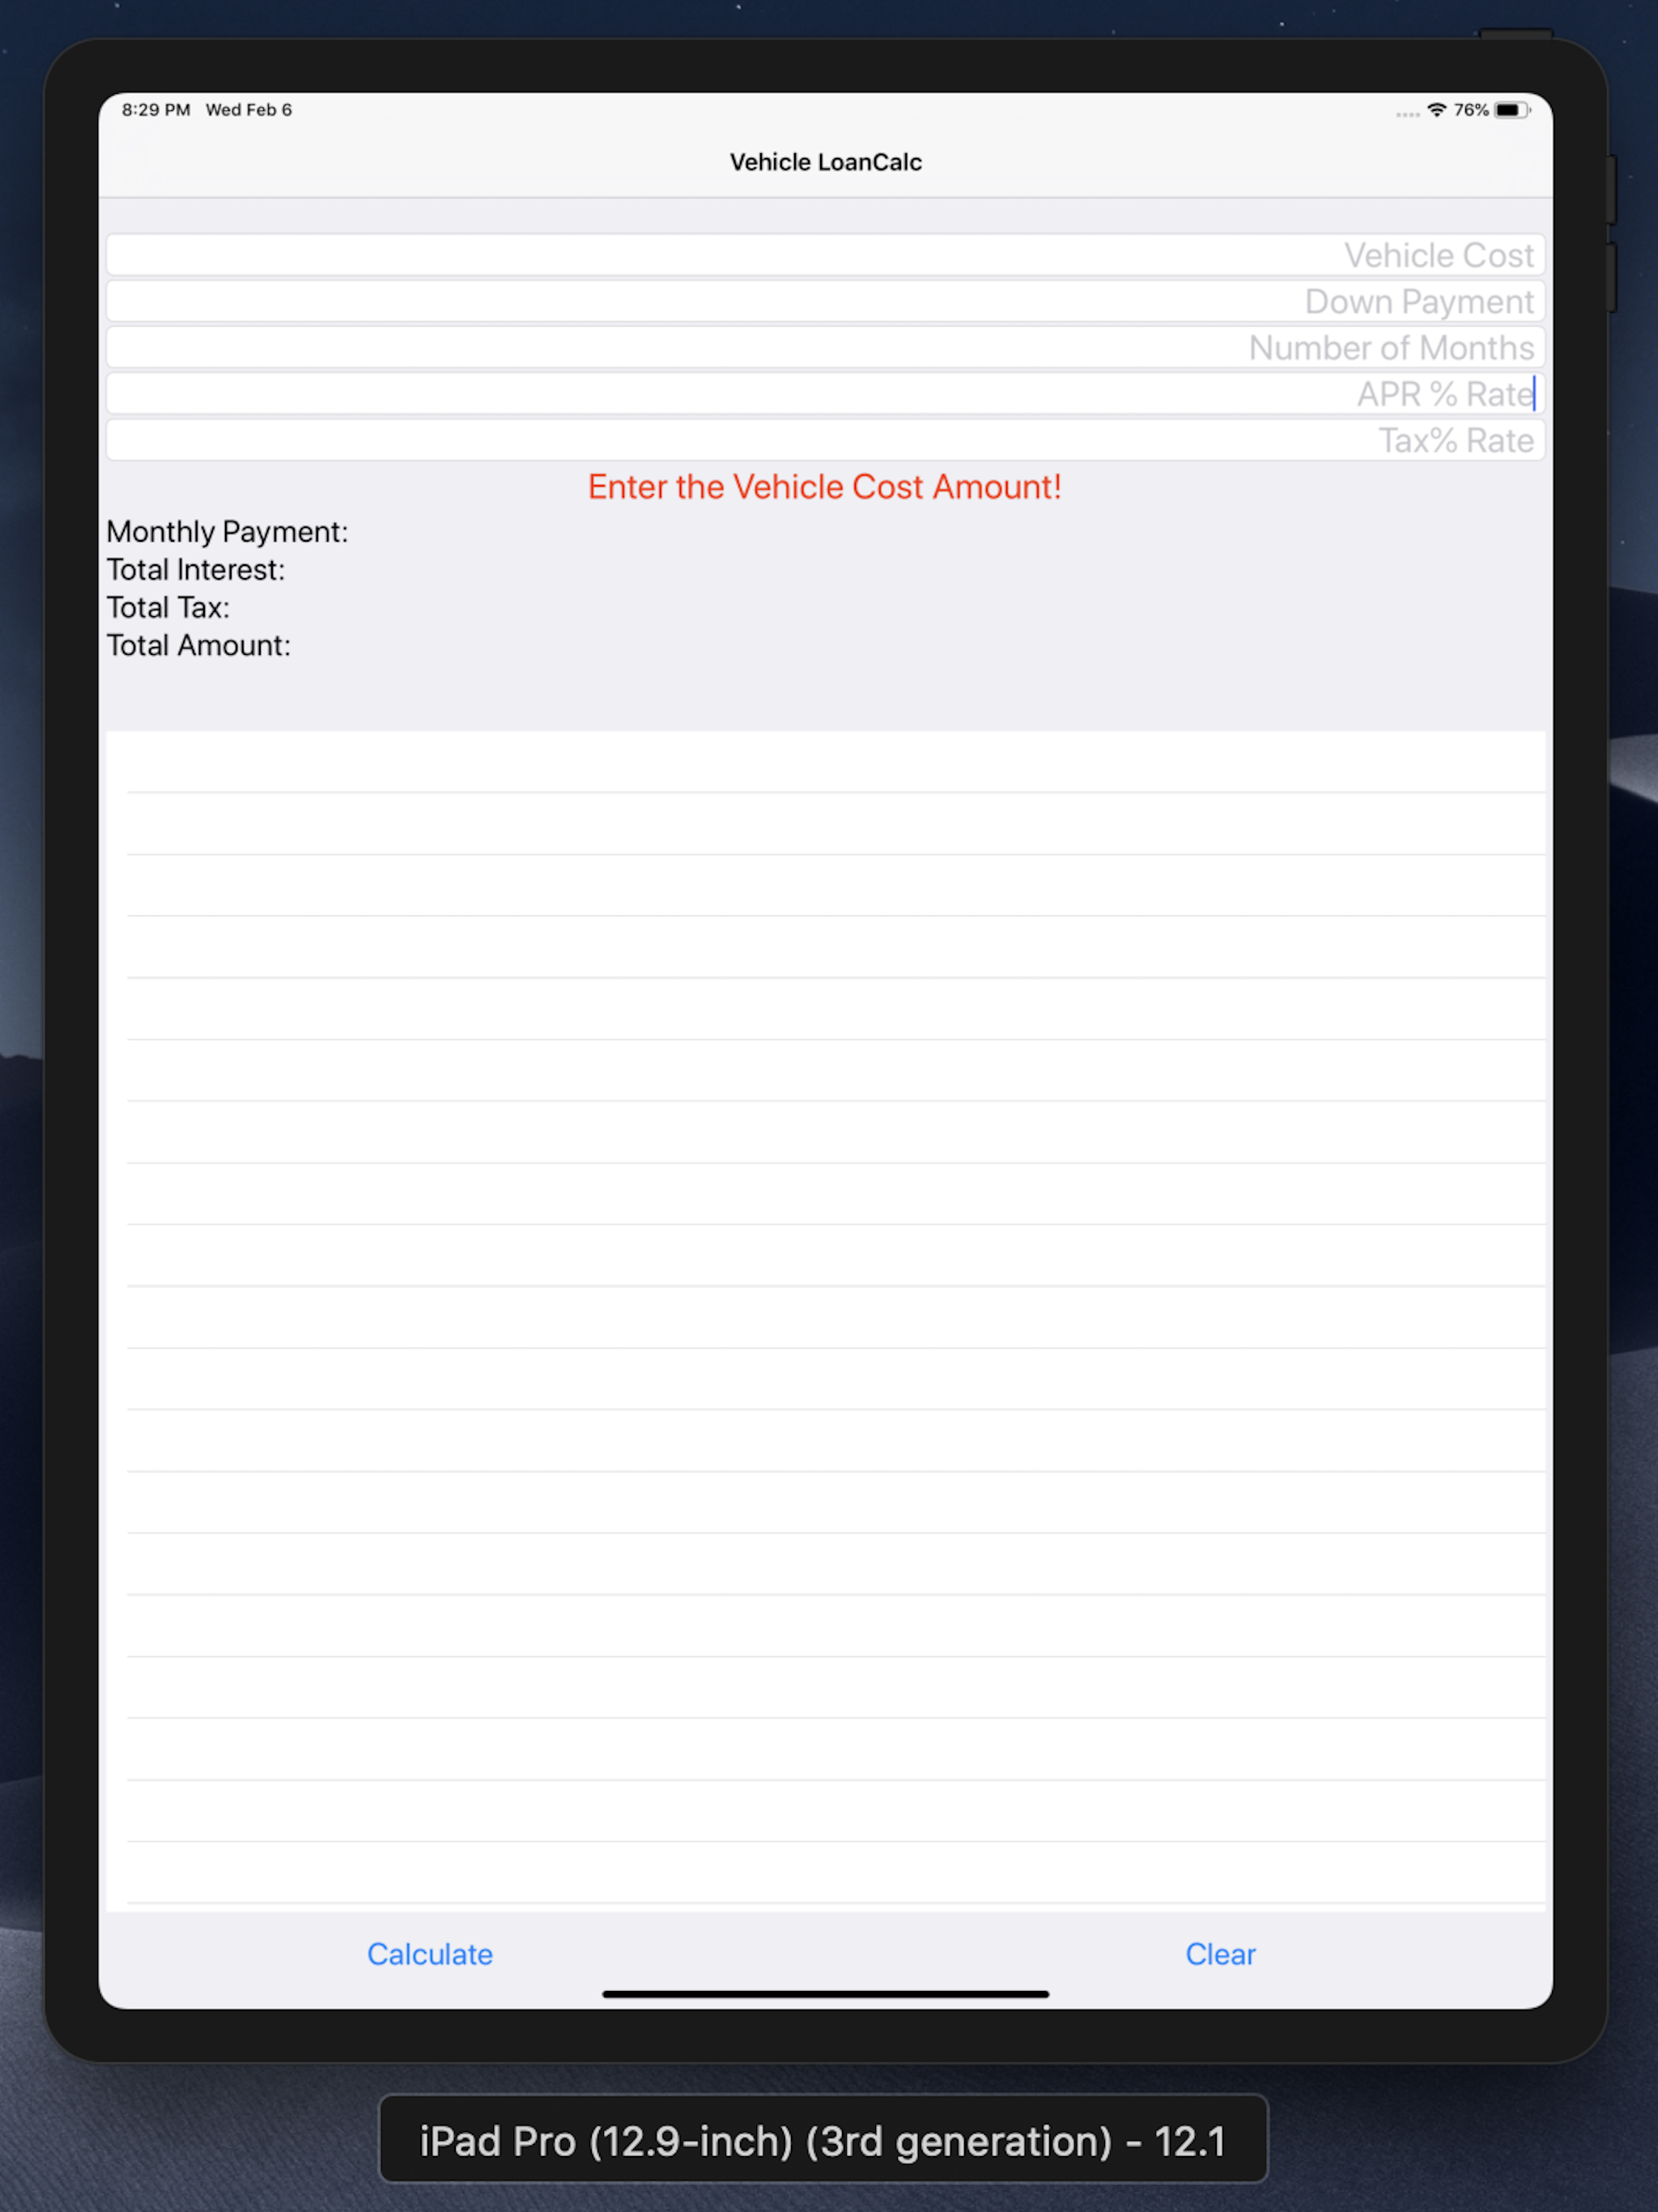 8:29 PM Wed Feb 6 76%
Vehicle LoanCalc
Vehicle Cost
Down Payment
Number of Months
APR % Rate
Tax% Rate
Enter the Vehicle Cost Amount!
Monthly Payment:
Total Interest:
Total Tax:
Total Amount:
Calculate Clear
iPad Pro (12.9-inch) (3rd generation) - 12.1